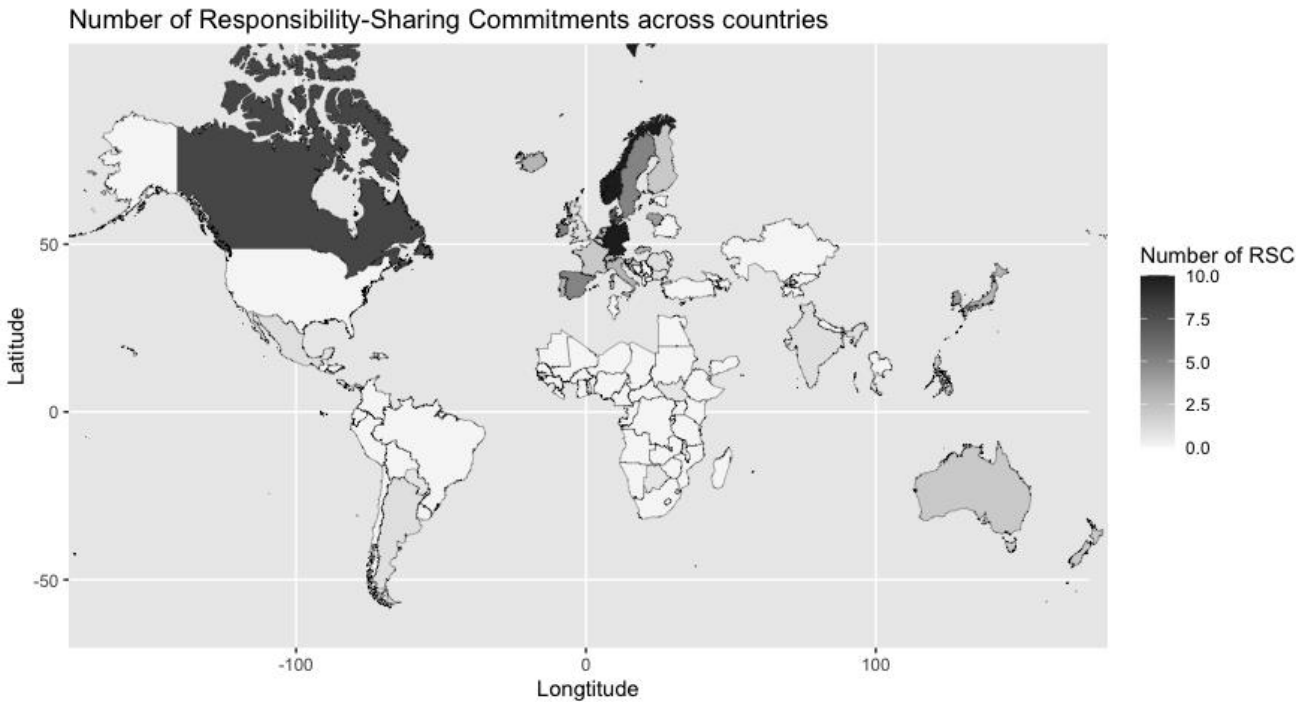 Number of Responsibility-Sharing Commitments across countries
Latitude
50
0
-50
-100
0
100
Longtitude
Number of RSC
10.0
7.5
5.0
2.5
0.0